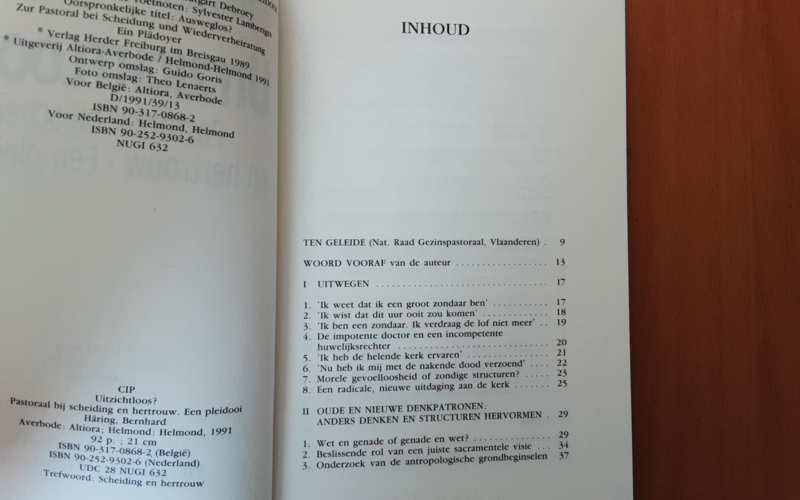 voetnoten: Sylvester Lamberigts
Oorspronkelijke titel: Ausweglos?
Zur Pastoral bei Scheidung und Wiederverheiratung
Ein Plädoyer
* Verlag Herder Freiburg im Breisgau 1989
* Uitgeverij Altiora-Averbode / Helmond-Helmond 1991
Ontwerp omslag: Guido Goris
Foto omslag: Theo Lenaerts
Voor België: Altiora, Averbode
D/1991/39/13
ISBN 90-317-0868-2
Voor Nederland: Helmond, Helmond
ISBN 90-252-9302-6
NUGI 632
CIP
Uitzichtloos?
Pastoraal bij scheiding en hertrouw. Een pleidooi
Häring, Bernhard
Averbode: Altiora; Helmond: Helmond, 1991
92 p. ; 21 cm
ISBN 90-317-0868-2 (België)
ISBN 90-252-9302-6 (Nederland)
UDC 28 NUGI 632
Trefwoord: Scheiding en hertrouw
INHOUD
TEN GELEIDE (Nat. Raad Gezinspastoraal, Vlaanderen) . 9
WOORD VOORAF van de auteur .................. 13
I UITWEGEN .................................. 17
1. 'Ik weet dat ik een groot zondaar ben' .......... 17
2. 'Ik wist dat dit uur ooit zou komen' ............ 18
3. 'Ik ben een zondaar. Ik verdraag de lof niet meer' .. 19
4. De impotente doctor en een incompetente
huwelijksrechter ............................ 20
5. 'Ik heb de helende kerk ervaren' ............... 21
6. 'Nu heb ik mij met de nakende dood verzoend' .... 22
7. Morele gevoelloosheid of zondige structuren? ..... 23
8. Een radicale, nieuwe uitdaging aan de kerk ....... 25
II OUDE EN NIEUWE DENKPATRONEN:
ANDERS DENKEN EN STRUCTUREN HERVORMEN . 29
1. Wet en genade of genade en wet? .............. 29
2. Beslissende rol van een juiste sacramentele visie ... 34
3. Onderzoek van de antropologische grondbeginselen 37